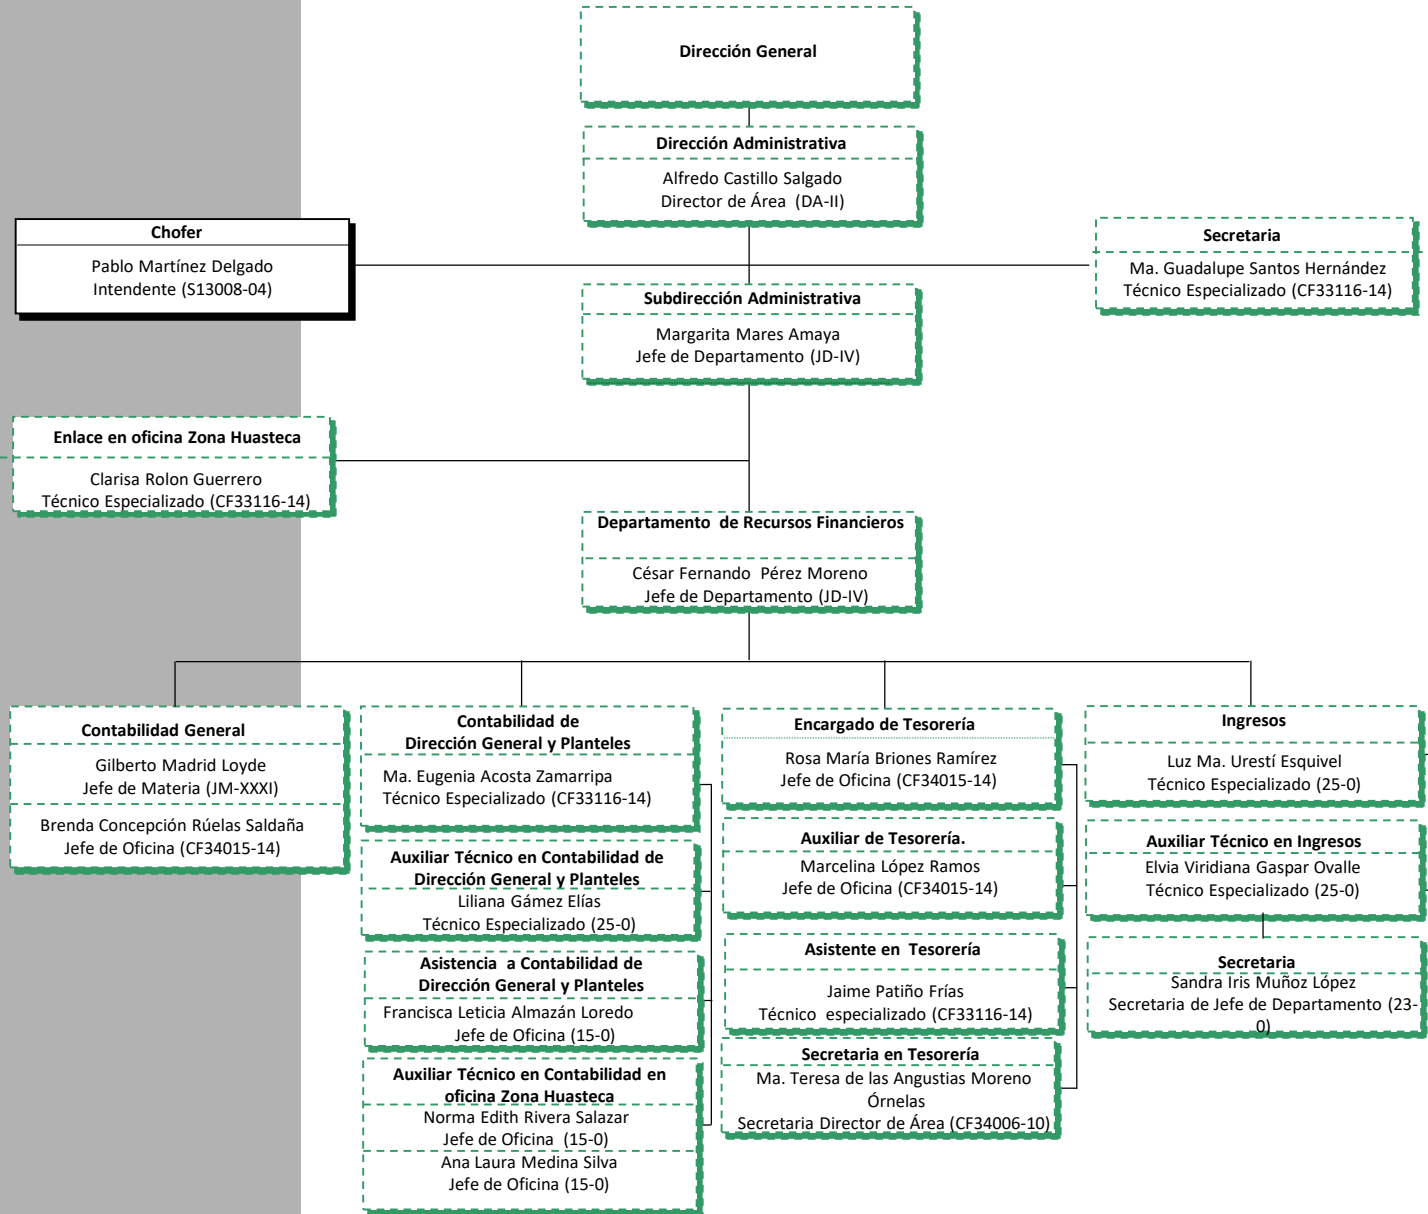 Dirección General
Dirección Administrativa
Alfredo Castillo Salgado
Director de Área (DA-II)
Chofer
Pablo Martínez Delgado
Intendente (S13008-04)
Secretaria
Ma. Guadalupe Santos Hernández
Técnico Especializado (CF33116-14)
Subdirección Administrativa
Margarita Mares Amaya
Jefe de Departamento (JD-IV)
Enlace en oficina Zona Huasteca
Clarisa Rolon Guerrero
Técnico Especializado (CF33116-14)
Departamento de Recursos Financieros
César Fernando Pérez Moreno
Jefe de Departamento (JD-IV)
Contabilidad General
Gilberto Madrid Loyde
Jefe de Materia (JM-XXXI)
Brenda Concepción Rúelas Saldaña
Jefe de Oficina (CF34015-14)
Contabilidad de
Dirección General y Planteles
Ma. Eugenia Acosta Zamarripa
Técnico Especializado (CF33116-14)
Auxiliar Técnico en Contabilidad de
Dirección General y Planteles
Liliana Gámez Elías
Técnico Especializado (25-0)
Asistencia a Contabilidad de
Dirección General y Planteles
Francisca Leticia Almazán Loredo
Jefe de Oficina (15-0)
Auxiliar Técnico en Contabilidad en
oficina Zona Huasteca
Norma Edith Rivera Salazar
Jefe de Oficina (15-0)
Ana Laura Medina Silva
Jefe de Oficina (15-0)
Encargado de Tesorería
Rosa María Briones Ramírez
Jefe de Oficina (CF34015-14)
Auxiliar de Tesorería.
Marcelina López Ramos
Jefe de Oficina (CF34015-14)
Asistente en Tesorería
Jaime Patiño Frías
Técnico especializado (CF33116-14)
Secretaria en Tesorería
Ma. Teresa de las Angustias Moreno
Órnelas
Secretaria Director de Área (CF34006-10)
Ingresos
Luz Ma. Urestí Esquivel
Técnico Especializado (25-0)
Auxiliar Técnico en Ingresos
Elvia Viridiana Gaspar Ovalle
Técnico Especializado (25-0)
Secretaria
Sandra Iris Muñoz López
Secretaria de Jefe de Departamento (23-
0)